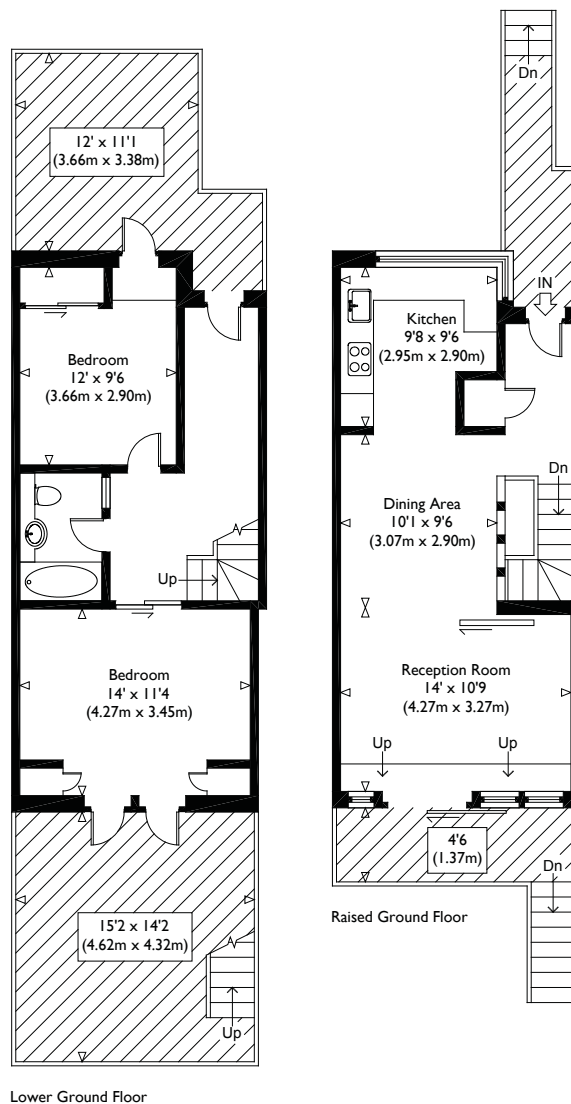 12' x 11'1
(3.66m x 3.38m)
Bedroom
12' x 9'6
(3.66m x 2.90m)
Up
Bedroom
14' x 11'4
(4.27m x 3.45m)
15'2 x 14'2
(4.62m x 4.32m)
Up
Lower Ground Floor
Dn
IN
Kitchen
9'8 x 9'6
(2.95m x 2.90m)
Dn
Dining Area
10'1 x 9'6
(3.07m x 2.90m)
Reception Room
14' x 10'9
(4.27m x 3.27m)
Up
Up
4'6
(1.37m)
Dn
Raised Ground Floor